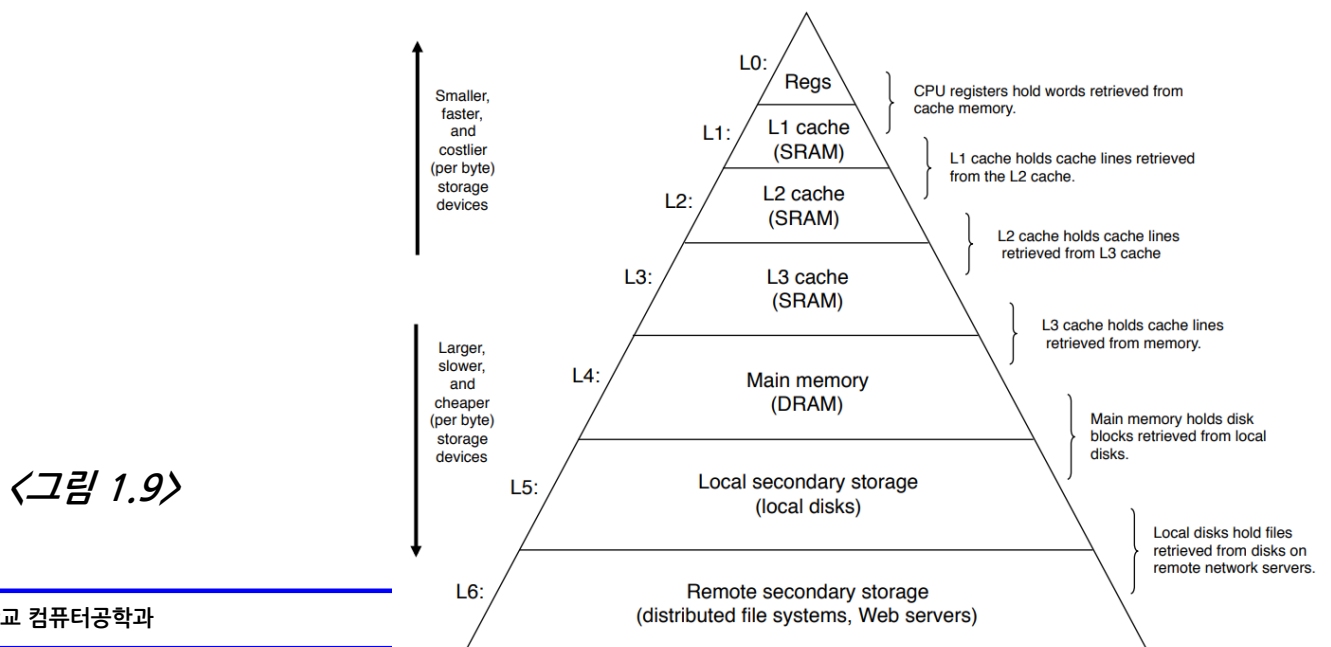 L0:
Regs
CPU registers hold words retrieved from
cache memory.
Smaller,
faster,
and
costlier
(per byte)
storage
devices
L1:
L1 cache
(SRAM)
L1 cache holds cache lines retrieved
from the L2 cache.
L2:
L2 cache
(SRAM)
L2 cache holds cache lines
retrieved from L3 cache
L3:
L3 cache
(SRAM)
L3 cache holds cache lines
retrieved from memory.
Larger,
slower,
and
cheaper
(per byte)
storage
devices
L4:
Main memory
(DRAM)
Main memory holds disk
blocks retrieved from local
disks.
<그림 1.9>
L5:
Local secondary storage
(local disks)
Local disks hold files
retrieved from disks on
remote network servers.
L6:
Remote secondary storage
(distributed file systems, Web servers)
교 컴퓨터공학과